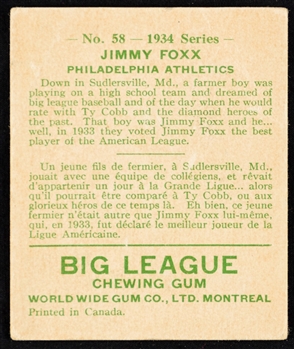 — No. 58 — 1934 Series —
JIMMY FOXX
PHILADELPHIA ATHLETICS
Down in Sudlersville, Md., a farmer boy was
playing on a high school team and dreamed of
big league baseball and of the day when he would
rate with Ty Cobb and the diamond heroes of
the past. That boy was Jimmy Foxx and he...
well, in 1933 they voted Jimmy Foxx the best
player of the American League.
Un jeune fils de fermier, à Sudlersville, Md.,
jouait avec une équipe de collégiens, et rêvait
d'appartenir un jour à la Grande Ligue... alors
qu'il pourrait être comparé à Ty Cobb, ou aux
glorieux héros de ce temps là. Eh bien, ce jeune
fermier n'était autre que Jimmy Foxx lui-même,
qui, en 1933, fut déclaré le meilleur joueur de la
Ligue Américaine.
BIG LEAGUE
CHEWING GUM
WORLD WIDE GUM CO., LTD. MONTREAL
Printed in Canada.